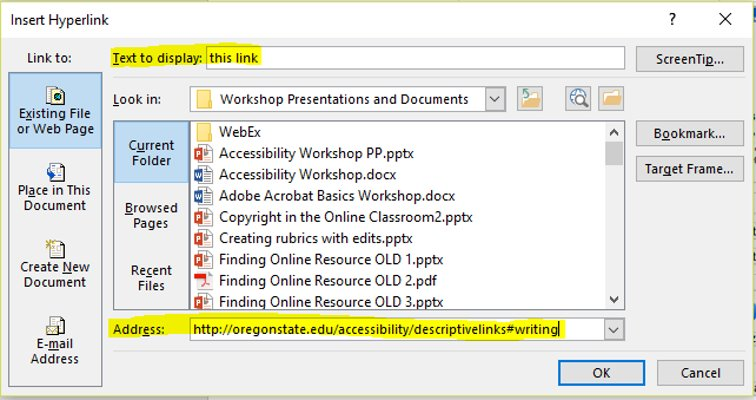 Insert Hyperlink
Link to:
Text to display: this link
ScreenTip...
Existing File
or Web Page
Look in: Workshop Presentations and Documents
Current
Folder
WebEx
Accessibility Workshop PP.pptx
Accessibility Workshop.docx
Adobe Acrobat Basics Workshop.docx
Copyright in the Online Classroom2.pptx
Creating rubrics with edits.pptx
Finding Online Resource OLD 1.pptx
Finding Online Resource OLD 2.pdf
Finding Online Resource OLD 3.pptx
Bookmark...
Target Frame...
Place in This
Document
Browsed
Pages
Create New
Document
Recent
Files
E-mail
Address
Address: http://oregonstate.edu/accessibility/descriptivelinks#writing
OK
Cancel